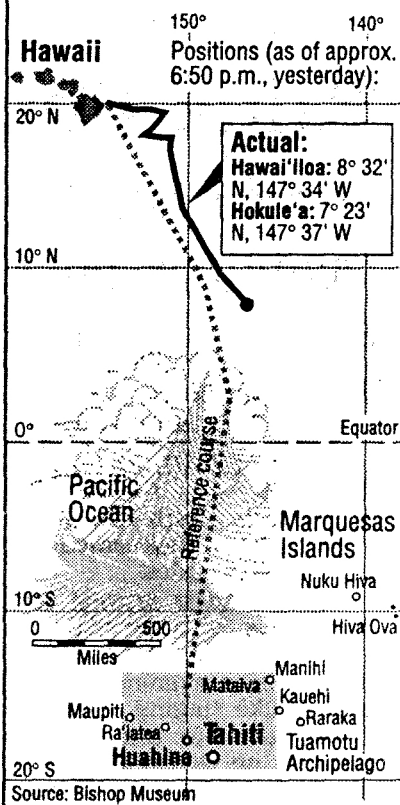 150°
140°
Hawaii
Positions (as of approx.
6:50 p.m., yesterday):
20° N
Actual:
Hawai'Iloa: 8° 32'
N, 147° 34' W
Hokule'a: 7° 23'
N, 147° 37' W
10° N
0°
Equator
Reference course
Pacific
Ocean
Marquesas
Islands
Nuku Hiva
10° S
Hiva Ova
0 500
Miles
Manihi
Mataiva
Kauehi
Maupiti
Raraka
Ra'iatea
Tahiti
Huahine
Tuamotu
Archipelago
20° S
Source: Bishop Museum